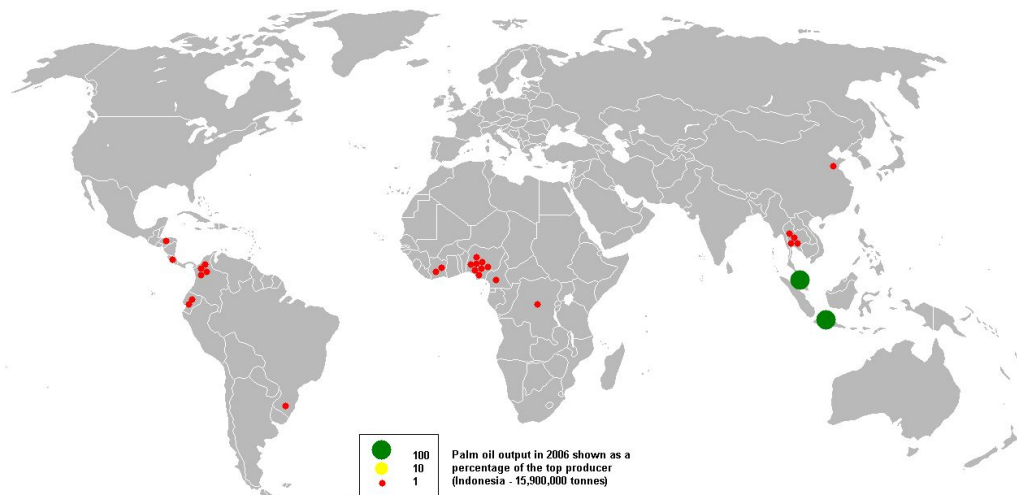 100
10
1
Palm oil output in 2006 shown as a
percentage of the top producer
(Indonesia - 15,900,000 tonnes)